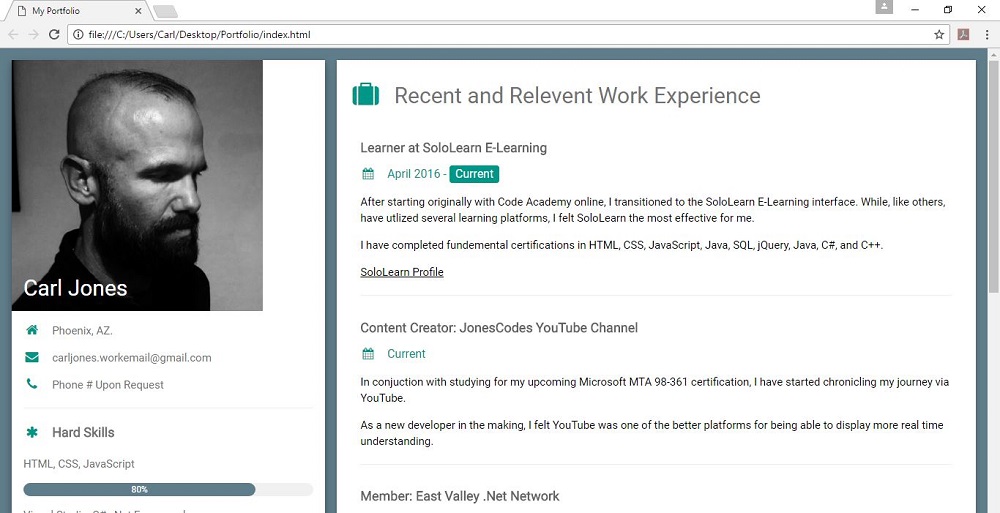 My Portfolio
file:///C:/Users/Carl/Desktop/Portfolio/index.html
Carl Jones
Phoenix, AZ.
carljones.workemail@gmail.com
Phone # Upon Request
Hard Skills
HTML, CSS, JavaScript
80%
Recent and Relevent Work Experience
Learner at SoloLearn E-Learning
April 2016 - Current
After starting originally with Code Academy online, I transitioned to the SoloLearn E-Learning interface. While, like others,
have utlized several learning platforms, I felt SoloLearn the most effective for me.
I have completed fundemental certifications in HTML, CSS, JavaScript, Java, SQL, jQuery, Java, C#, and C++.
SoloLearn Profile
Content Creator: JonesCodes YouTube Channel
Current
In conjuction with studying for my upcoming Microsoft MTA 98-361 certification, I have started chronicling my journey via
YouTube.
As a new developer in the making, I felt YouTube was one of the better platforms for being able to display more real time
understanding.
Member: East Valley .Net Network